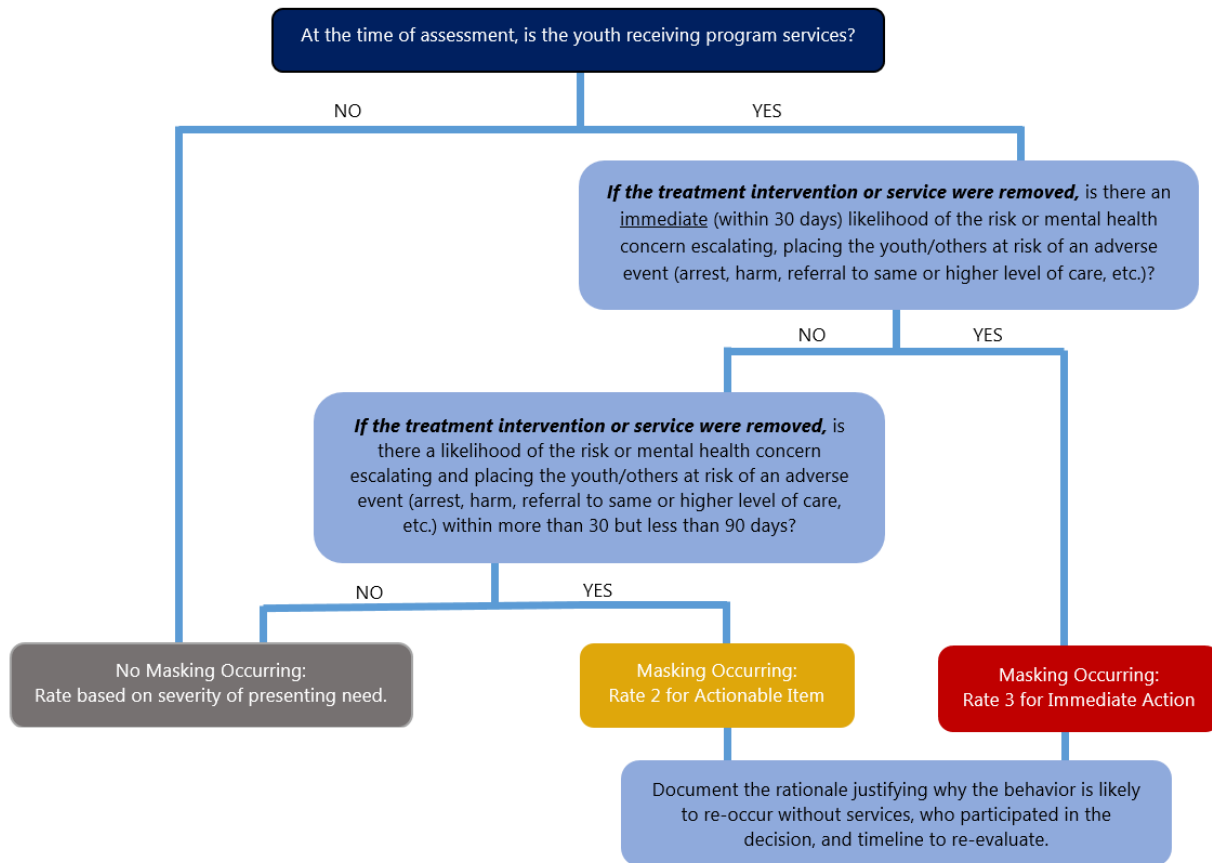 At the time of assessment, is the youth receiving program services?
NO
YES
If the treatment intervention or service were removed, is there an
immediate (within 30 days) likelihood of the risk or mental health
concern escalating, placing the youth/others at risk of an adverse
event (arrest, harm, referral to same or higher level of care, etc.)?
NO
YES
If the treatment intervention or service were removed, is
there a likelihood of the risk or mental health concern
escalating and placing the youth/others at risk of an adverse
event (arrest, harm, referral to same or higher level of care,
etc.) within more than 30 but less than 90 days?
NO
YES
No Masking Occurring:
Rate based on severity of presenting need.
Masking Occurring:
Rate 2 for Actionable Item
Masking Occurring:
Rate 3 for Immediate Action
Document the rationale justifying why the behavior is likely
to re-occur without services, who participated in the
decision, and timeline to re-evaluate.